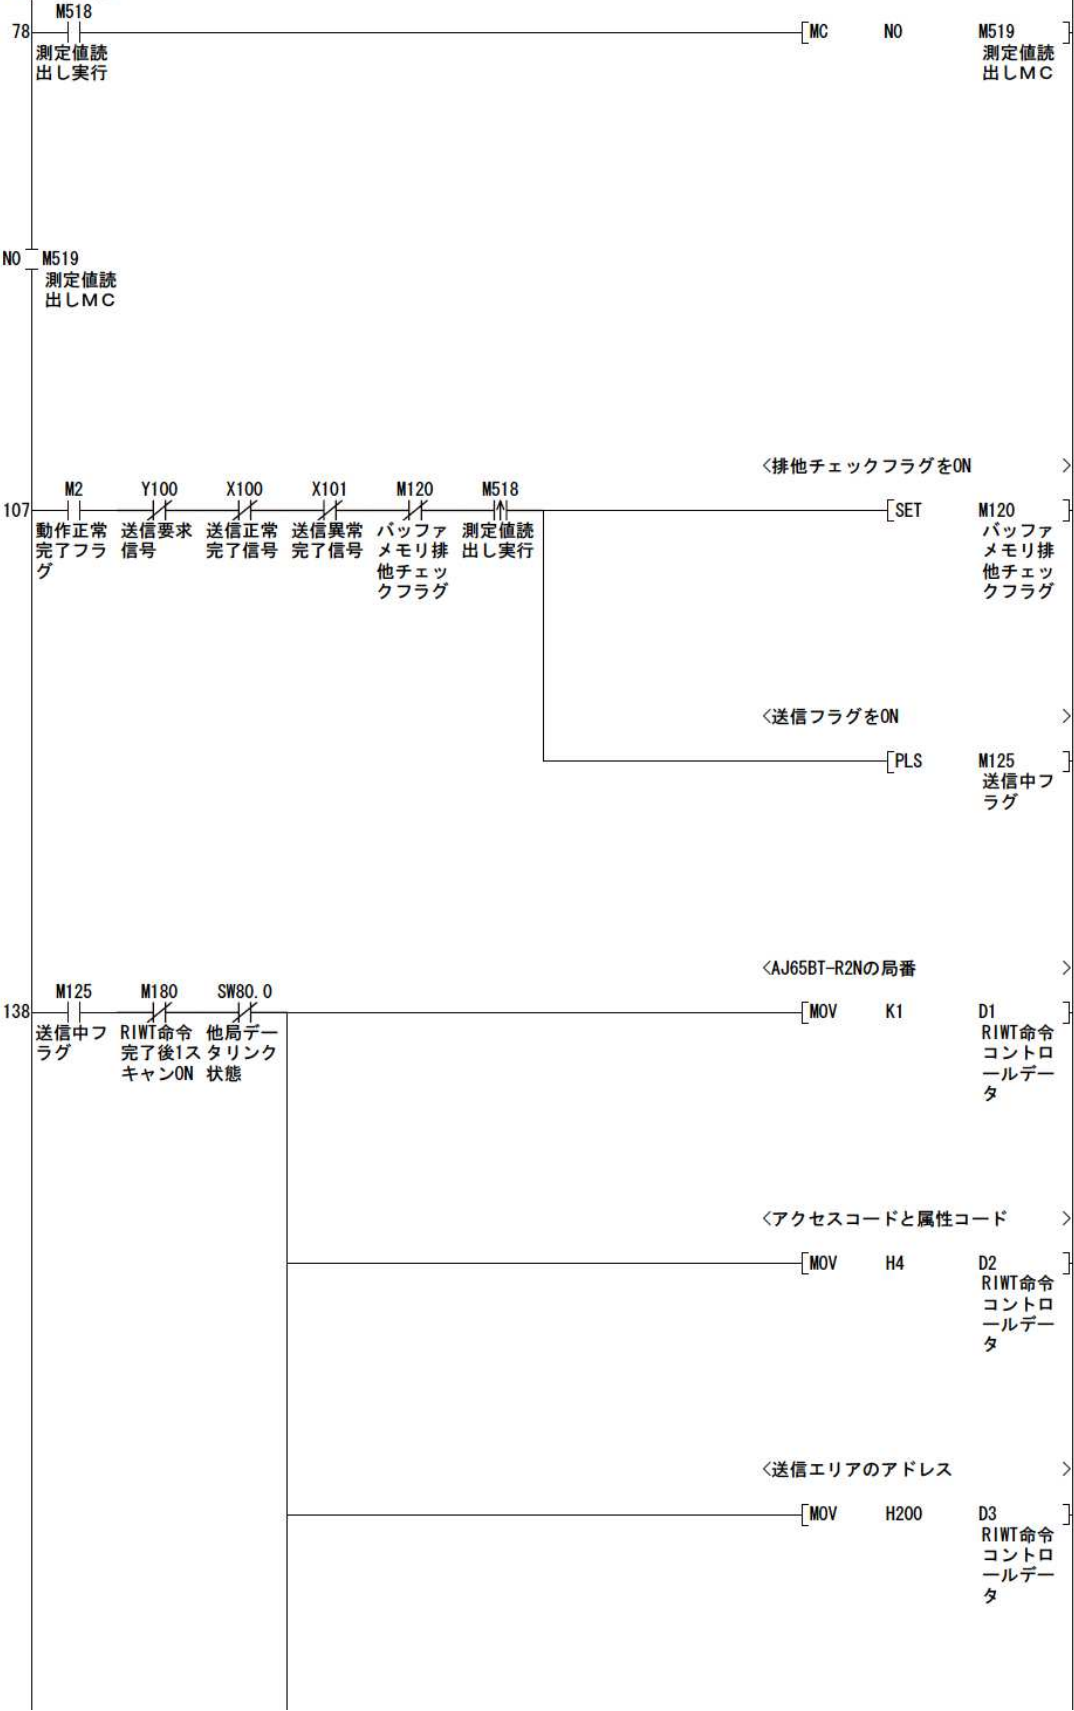 M518
78 MC N0 M519
測定値読 測定値読
出し実行 出しMC
N0 M519
測定値読
出しMC
<排他チェックフラグをON >
M2 Y100 X100 X101 M120 M518
107 SET M120
動作正常 送信要求 送信正常 送信異常 バッファ 測定値読 バッファ
完了フラ 信号 完了信号 完了信号 メモリ排 出し実行 メモリ排
グ 他チェッ 他チェッ
クフラグ クフラグ
<送信フラグをON >
PLS M125
送信中フ
ラグ
<AJ65BT-R2Nの局番 >
M125 M180 SW80.0
138 MOV K1 D1
送信中フ RIWT命令 他局デー RIWT命令
ラグ 完了後1ス タリンク コントロ
キャンON 状態 ールデー
タ
<アクセスコードと属性コード >
MOV H4 D2
RIWT命令
コントロ
ールデー
タ
<送信エリアのアドレス >
MOV H200 D3
RIWT命令
コントロ
ールデー
タ